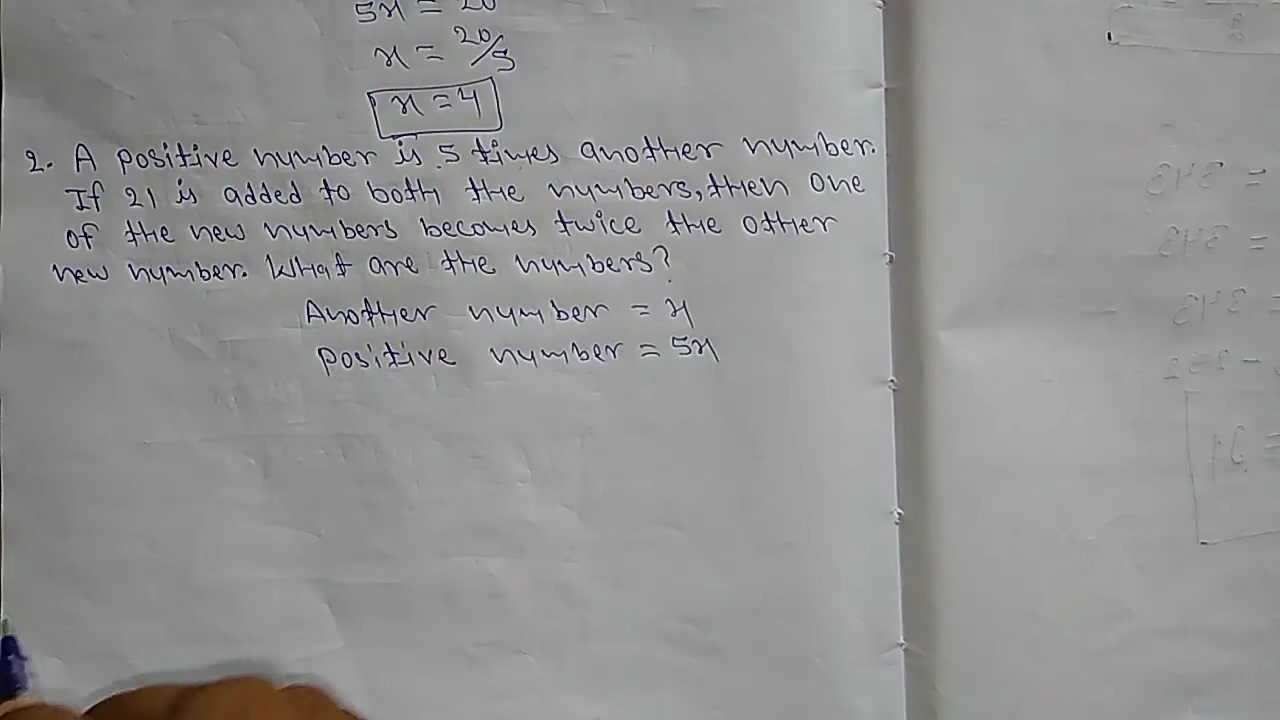 5x = 20
x = 20/5
x = 4
2. A positive number is 5 times another number.
If 21 is added to both the numbers, then one
of the new numbers becomes twice the other
new number. What are the numbers?
Another number = x
positive number = 5x